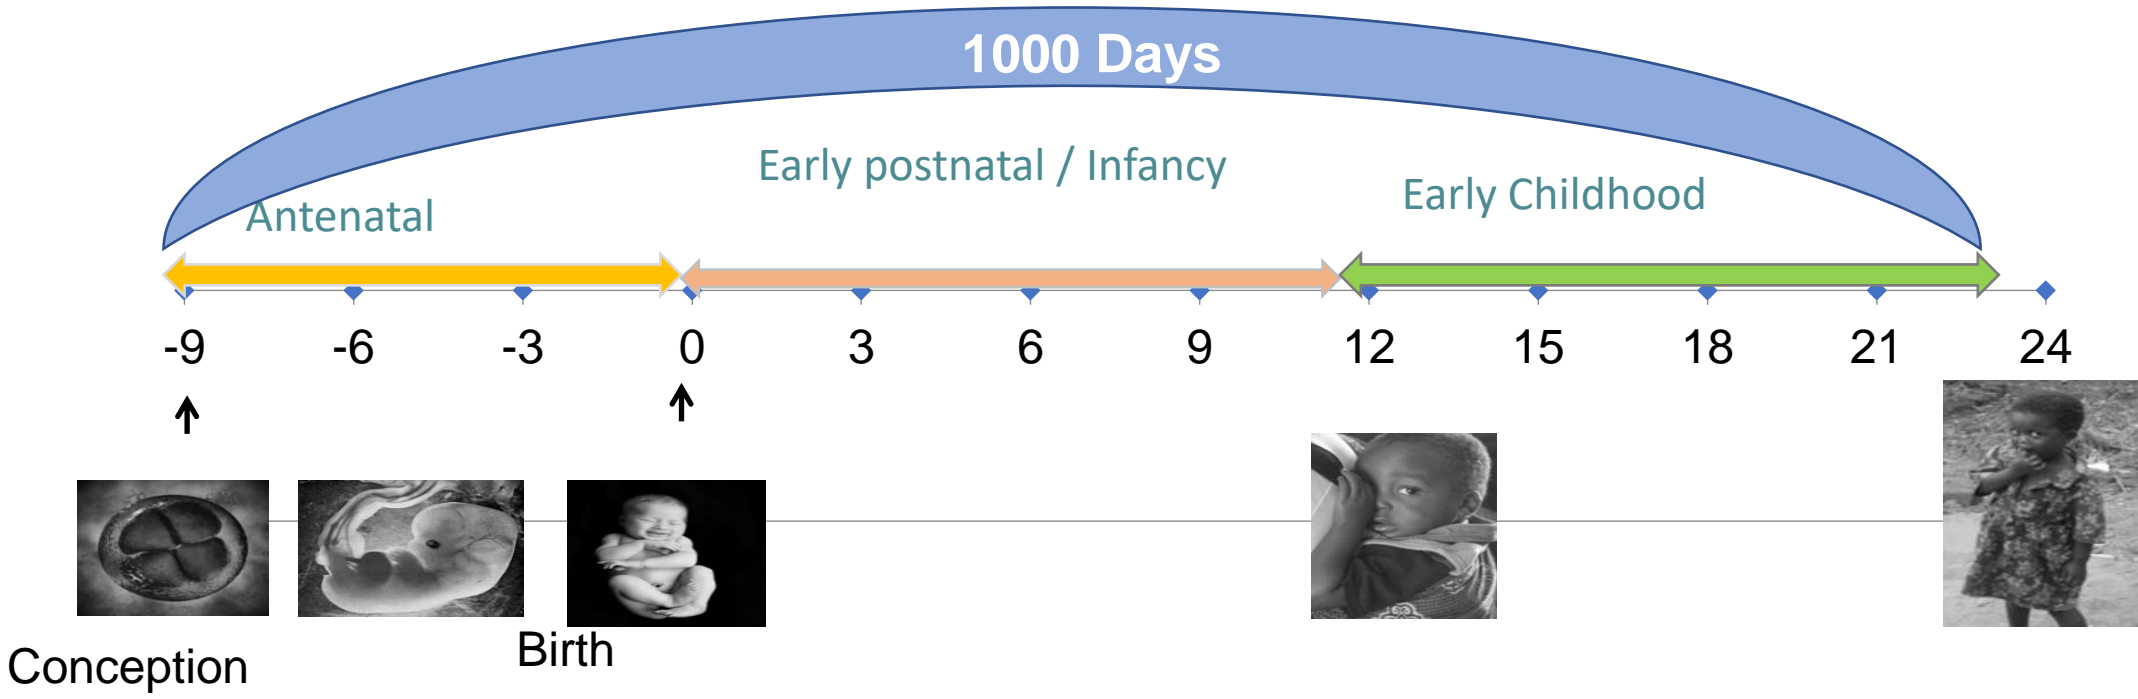 1000 Days
Early postnatal / Infancy
Early Childhood
Antenatal
-9 -6 -3 0 3 6 9 12 15 18 21 24
Birth
Conception